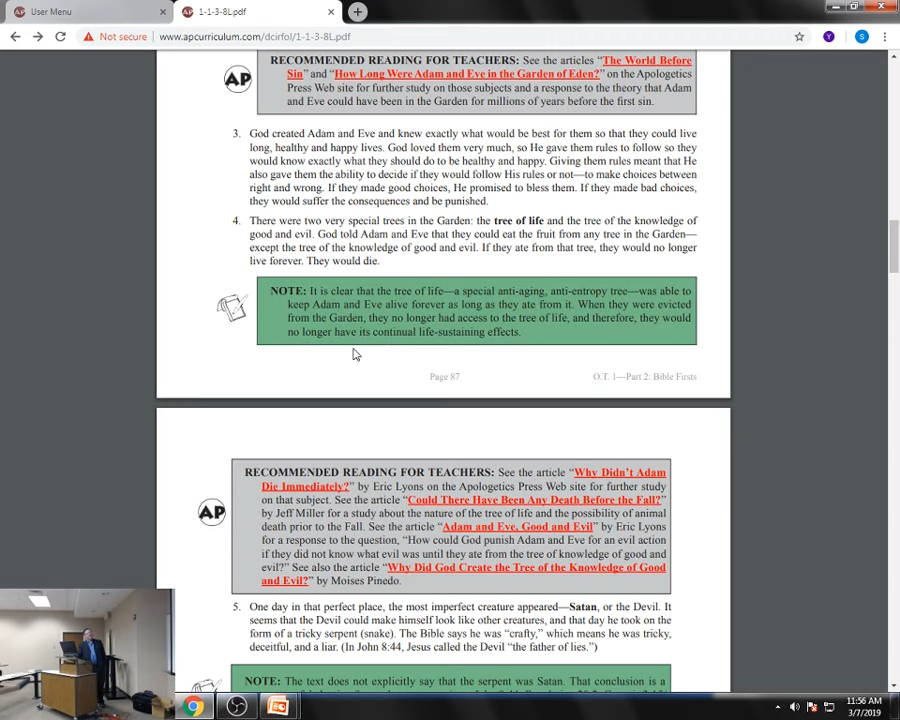 AP User Menu
AP 1-1-3-8L.pdf
Not secure | www.apcurriculum.com/dcirfol/1-1-3-8L.pdf
Y
S
RECOMMENDED READING FOR TEACHERS: See the articles “The World Before
Sin” and “How Long Were Adam and Eve in the Garden of Eden?” on the Apologetics
Press Web site for further study on those subjects and a response to the theory that Adam
and Eve could have been in the Garden for millions of years before the first sin.
AP
3. God created Adam and Eve and knew exactly what would be best for them so that they could live
long, healthy and happy lives. God loved them very much, so He gave them rules to follow so they
would know exactly what they should do to be healthy and happy. Giving them rules meant that He
also gave them the ability to decide if they would follow His rules or not—to make choices between
right and wrong. If they made good choices, He promised to bless them. If they made bad choices,
they would suffer the consequences and be punished.
4. There were two very special trees in the Garden: the tree of life and the tree of the knowledge of
good and evil. God told Adam and Eve that they could eat the fruit from any tree in the Garden—
except the tree of the knowledge of good and evil. If they ate from that tree, they would no longer
live forever. They would die.
NOTE: It is clear that the tree of life—a special anti-aging, anti-entropy tree—was able to
keep Adam and Eve alive forever as long as they ate from it. When they were evicted
from the Garden, they no longer had access to the tree of life, and therefore, they would
no longer have its continual life-sustaining effects.
Page 87
O.T. 1—Part 2: Bible Firsts
RECOMMENDED READING FOR TEACHERS: See the article “Why Didn’t Adam
Die Immediately?” by Eric Lyons on the Apologetics Press Web site for further study
on that subject. See the article “Could There Have Been Any Death Before the Fall?”
by Jeff Miller for a study about the nature of the tree of life and the possibility of animal
death prior to the Fall. See the article “Adam and Eve, Good and Evil” by Eric Lyons
for a response to the question, “How could God punish Adam and Eve for an evil action
if they did not know what evil was until they ate from the tree of knowledge of good and
evil?” See also the article “Why Did God Create the Tree of the Knowledge of Good
and Evil?” by Moises Pinedo.
AP
5. One day in that perfect place, the most imperfect creature appeared—Satan, or the Devil. It
seems that the Devil could make himself look like other creatures, and that day he took on the
form of a tricky serpent (snake). The Bible says he was “crafty,” which means he was tricky,
deceitful, and a liar. (In John 8:44, Jesus called the Devil “the father of lies.”)
NOTE: The text does not explicitly say that the serpent was Satan. That conclusion is a
11:56 AM
3/7/2019